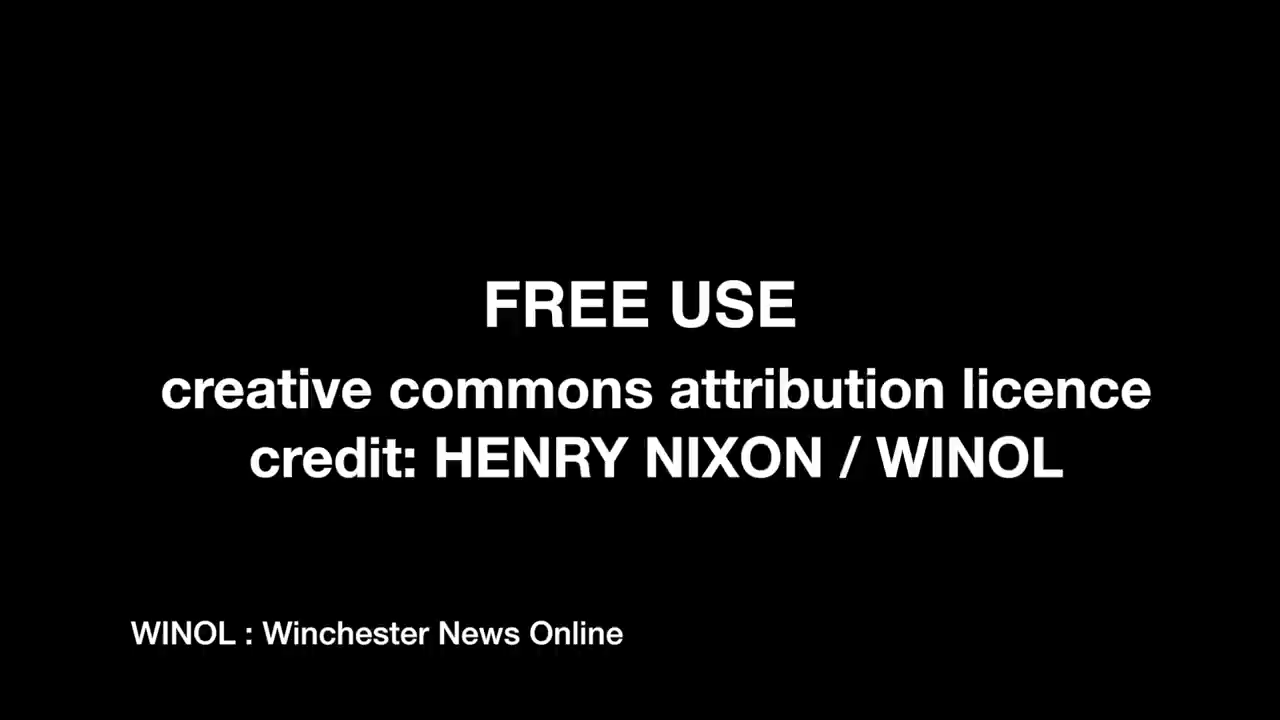 FREE USE
creative commons attribution licence
credit: HENRY NIXON / WINOL
WINOL : Winchester News Online